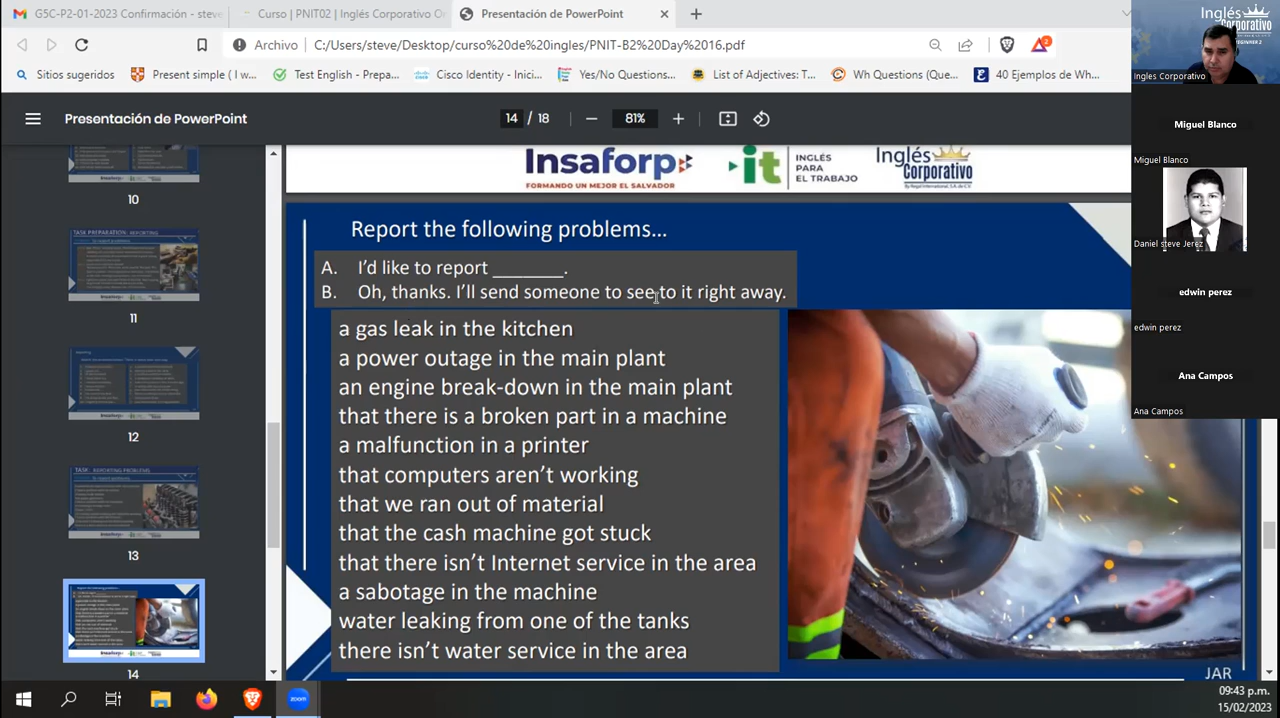 G5C-P2-01-2023 Confirmación - steve
Curso | PNIT02 | Inglés Corporativo On
Presentación de PowerPoint
Archivo
C:/Users/steve/Desktop/curso%20de%20ingles/PNIT-B2%20Day%2016.pdf
2
Sitios sugeridos
Present simple ( I w...
Test English - Prepa...
Cisco Identity - Inici...
Yes/No Questions...
List of Adjectives: T...
Wh Questions (Que...
40 Ejemplos de Wh...
Presentación de PowerPoint
14 / 18
81%
10
TASK PREPARATION: REPORTING
11
12
TASK: REPORTING PROBLEMS
13
14
Insaforp
FORMANDO UN MEJOR EL SALVADOR
it
INGLÉS
PARA EL
TRABAJO
Inglés
Corporativo
Report the following problems...
A. I'd like to report ________.
B. Oh, thanks. I'll send someone to see to it right away.
a gas leak in the kitchen
a power outage in the main plant
an engine break-down in the main plant
that there is a broken part in a machine
a malfunction in a printer
that computers aren't working
that we ran out of material
that the cash machine got stuck
that there isn't Internet service in the area
a sabotage in the machine
water leaking from one of the tanks
there isn't water service in the area
JAR
Inglés
Corporativo
Ingles Corporativo
Miguel Blanco
Miguel Blanco
Daniel steve Jerez
edwin perez
edwin perez
Ana Campos
Ana Campos
zoom
09:43 p.m.
15/02/2023